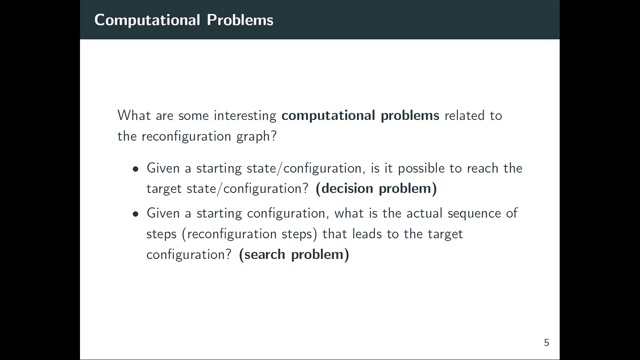 Computational Problems
What are some interesting computational problems related to
the reconfiguration graph?
• Given a starting state/configuration, is it possible to reach the
target state/configuration? (decision problem)
• Given a starting configuration, what is the actual sequence of
steps (reconfiguration steps) that leads to the target
configuration? (search problem)
5